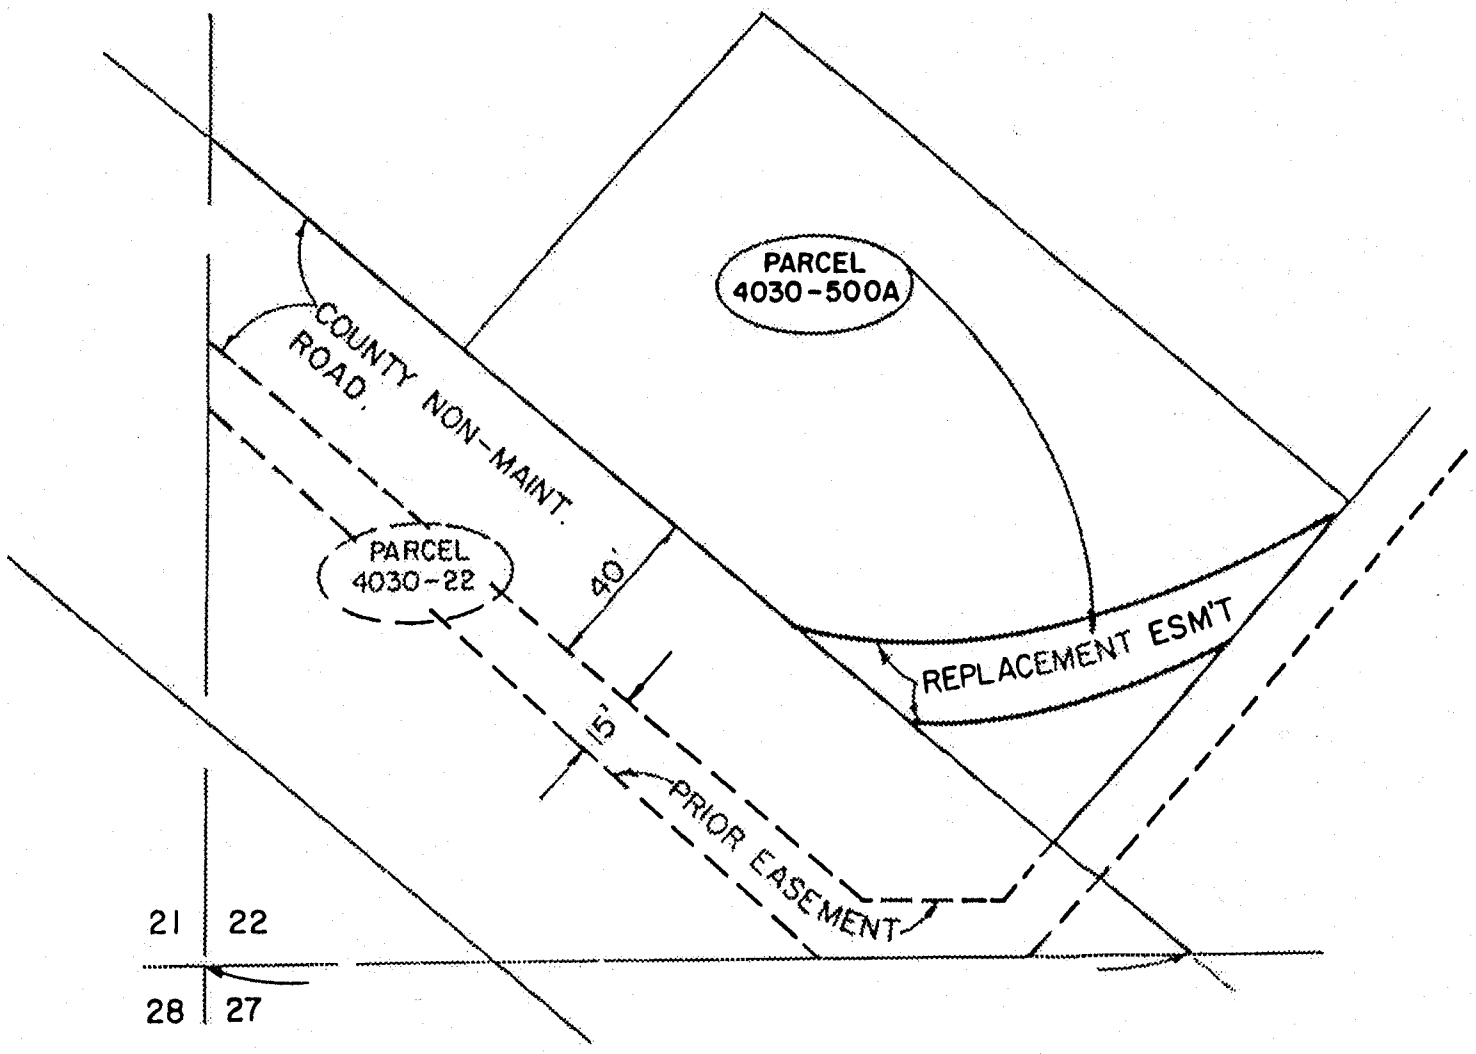 PARCEL
4030-500A
COUNTY NON-MAINT.
ROAD.
PARCEL
4030-22
40'
REPLACEMENT ESM'T
15'
PRIOR EASEMENT
21 22
28 27